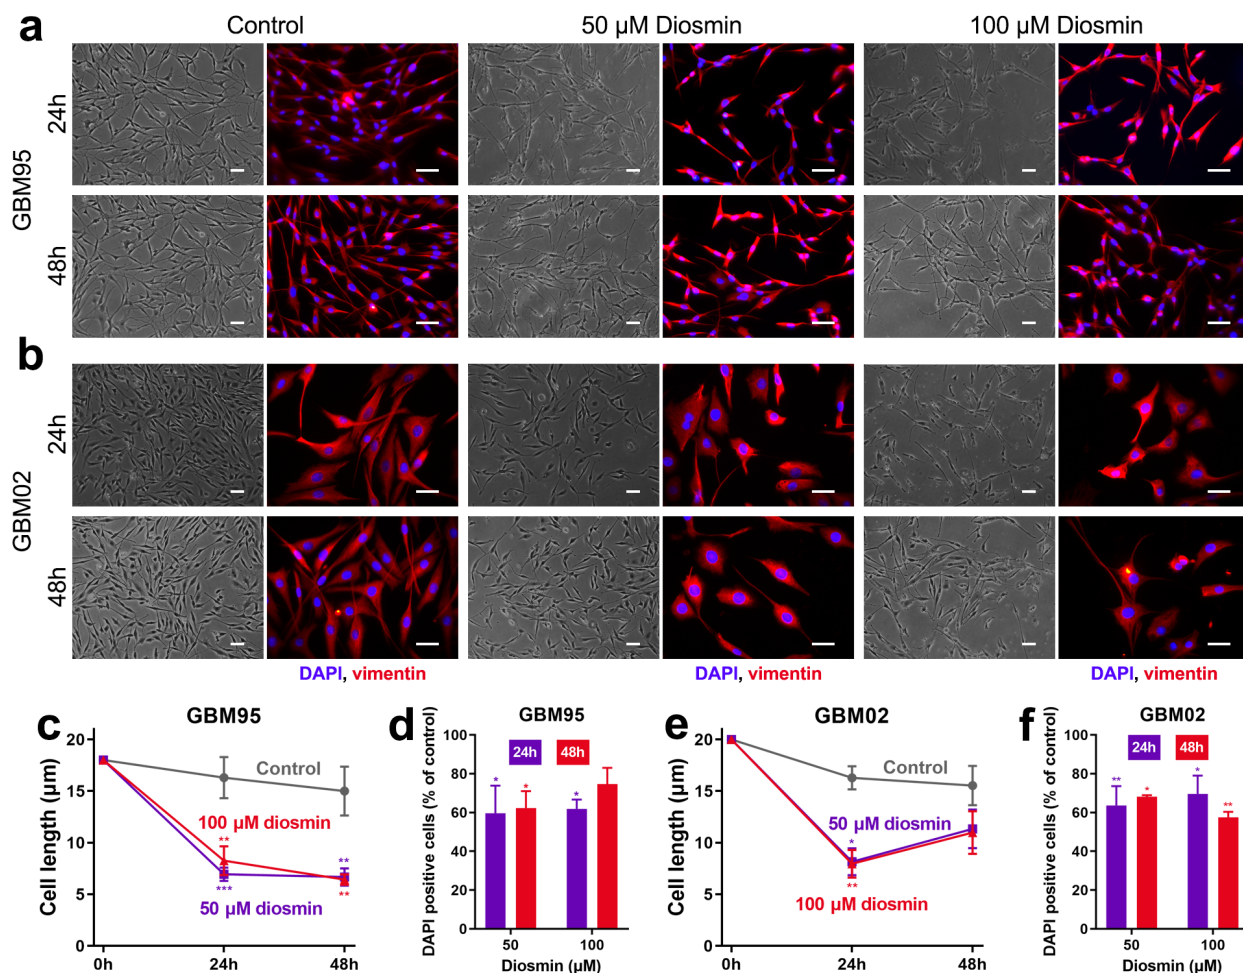 a
Control
50 µM Diosmin
100 µM Diosmin
GBM95
24h
48h
b
GBM02
24h
48h
DAPI, vimentin
DAPI, vimentin
DAPI, vimentin
c
GBM95
Cell length (µm)
20
15
10
5
0
Control
100 µM diosmin
**
***
**
**
50 µM diosmin
0h
24h
48h
d
GBM95
DAPI positive cells (% of control)
100
80
60
40
20
0
24h
48h
*
*
*
50
100
Diosmin (µM)
e
GBM02
Cell length (µm)
20
15
10
5
0
Control
50 µM diosmin
*
**
100 µM diosmin
0h
24h
48h
f
GBM02
DAPI positive cells (% of control)
100
80
60
40
20
0
24h
48h
**
*
*
**
50
100
Diosmin (µM)